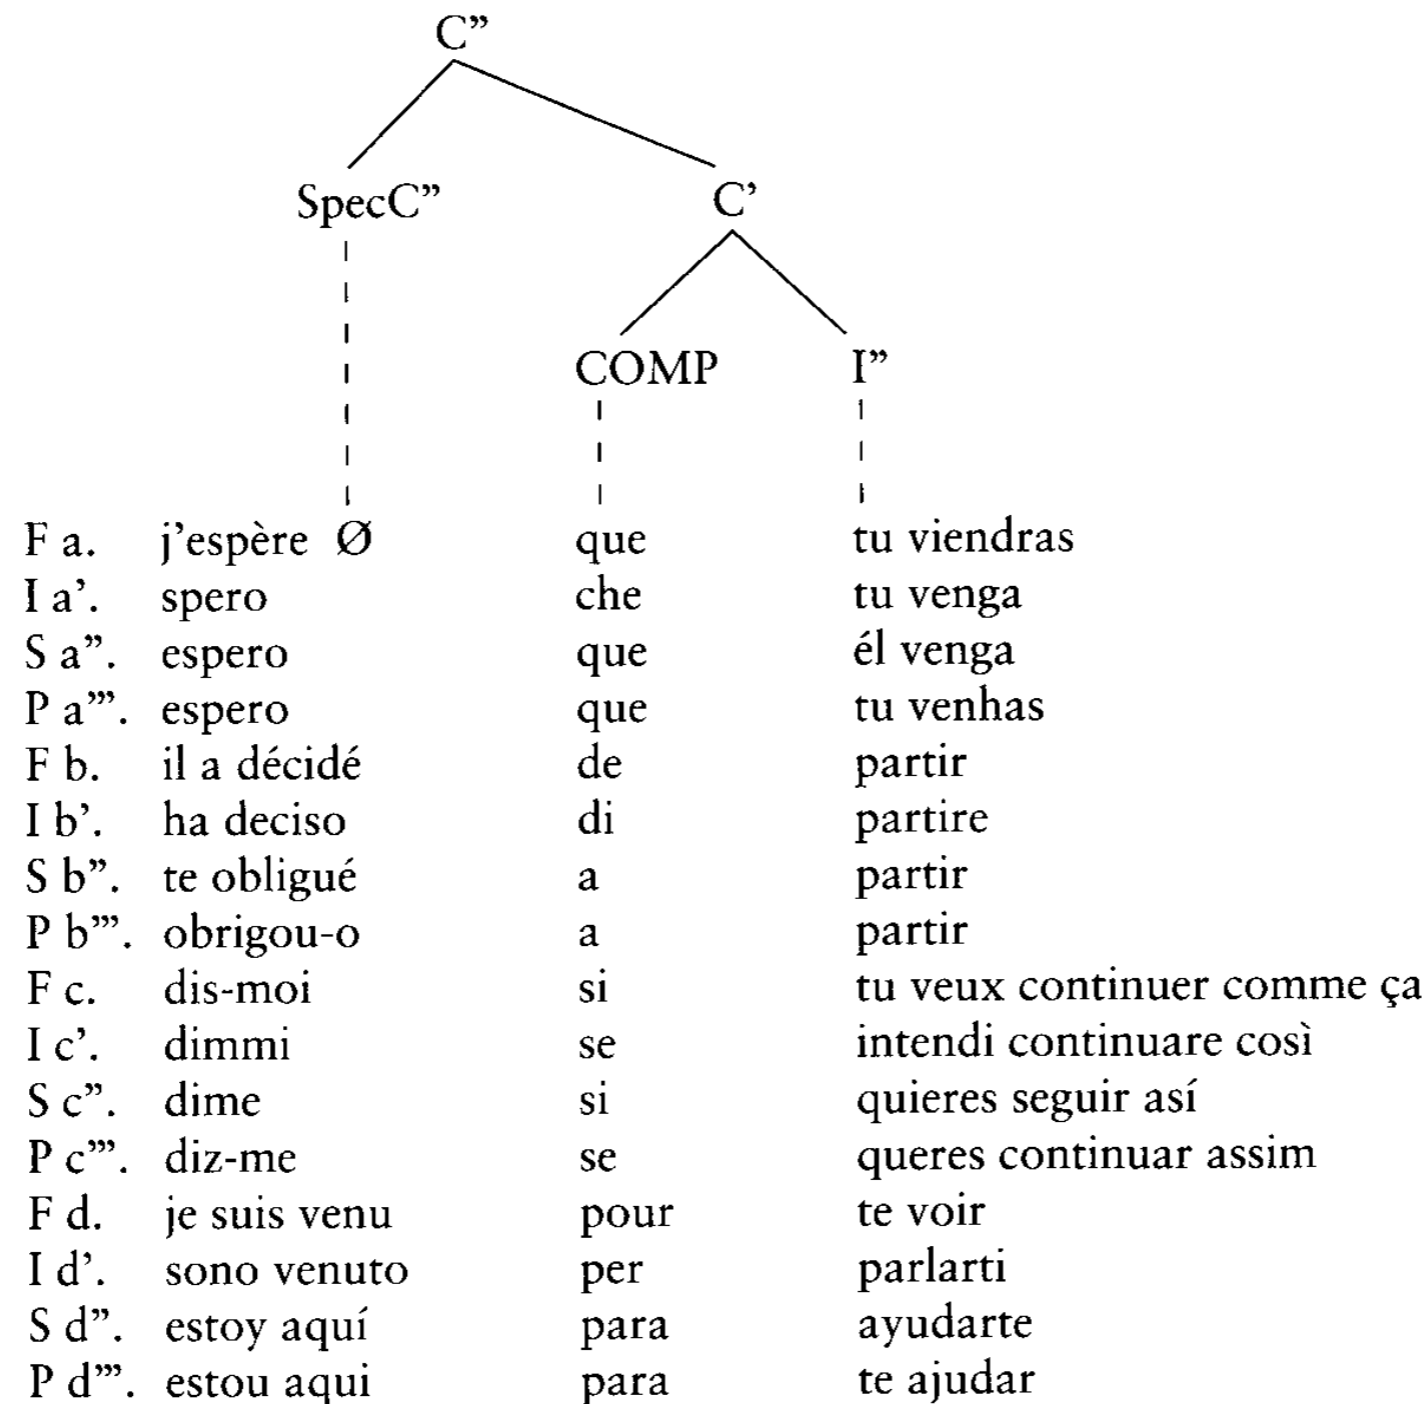 C”
SpecC” C’
COMP I”
F a. j’espère Ø que tu viendras
I a’. spero che tu venga
S a”. espero que él venga
P a”’. espero que tu venhas
F b. il a décidé de partir
I b’. ha deciso di partire
S b”. te obligué a partir
P b”’. obrigou-o a partir
F c. dis-moi si tu veux continuer comme ça
I c’. dimmi se intendi continuare così
S c”. dime si quieres seguir así
P c”’. diz-me se queres continuar assim
F d. je suis venu pour te voir
I d’. sono venuto per parlarti
S d”. estoy aquí para ayudarte
P d”’. estou aqui para te ajudar